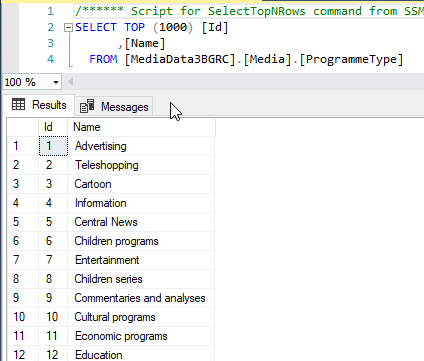 1 /****** Script for SelectTopNRows command from SSM
2 SELECT TOP (1000) [Id]
3 ,[Name]
4 FROM [MediaData3BGRC].[Media].[ProgrammeType]
100 %
Results Messages
Id Name
1 1 Advertising
2 2 Teleshopping
3 3 Cartoon
4 4 Information
5 5 Central News
6 6 Children programs
7 7 Entertainment
8 8 Children series
9 9 Commentaries and analyses
10 10 Cultural programs
11 11 Economic programs
12 12 Education